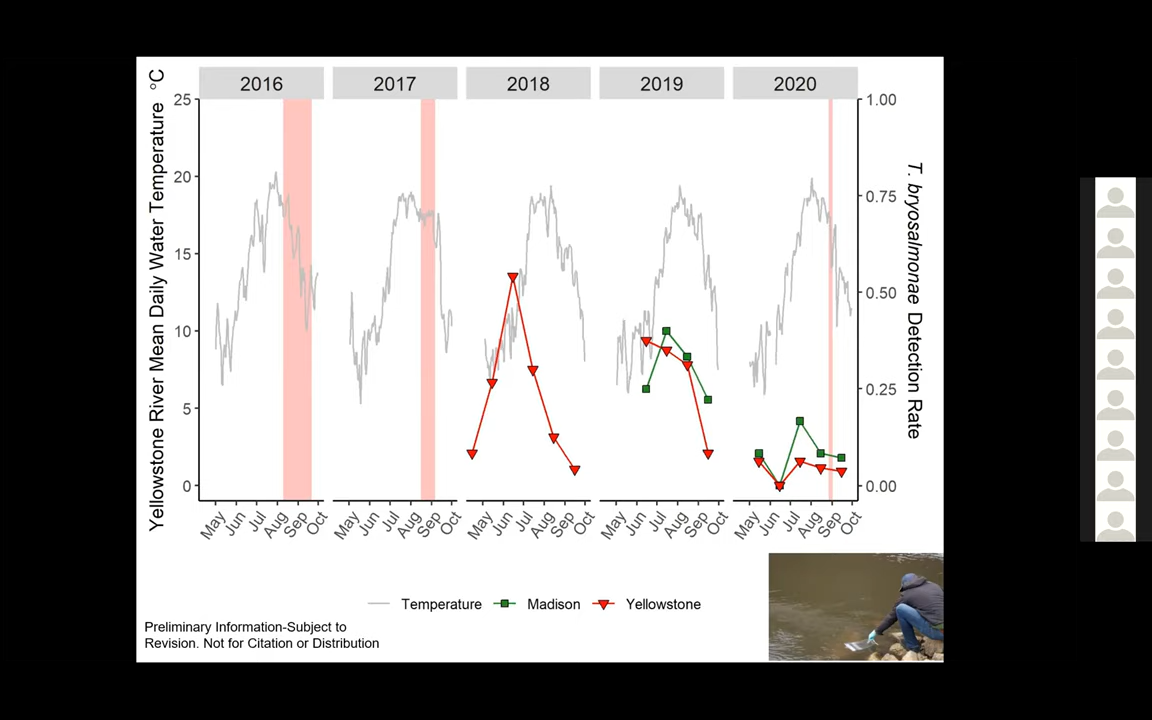 2016 2017 2018 2019 2020
Yellowstone River Mean Daily Water Temperature °C
25 20 15 10 5 0
1.00 0.75 0.50 0.25 0.00
T. bryosalmonae Detection Rate
May Jun Jul Aug Sep Oct May Jun Jul Aug Sep Oct May Jun Jul Aug Sep Oct May Jun Jul Aug Sep Oct May Jun Jul Aug Sep Oct
Temperature Madison Yellowstone
Preliminary Information-Subject to
Revision. Not for Citation or Distribution